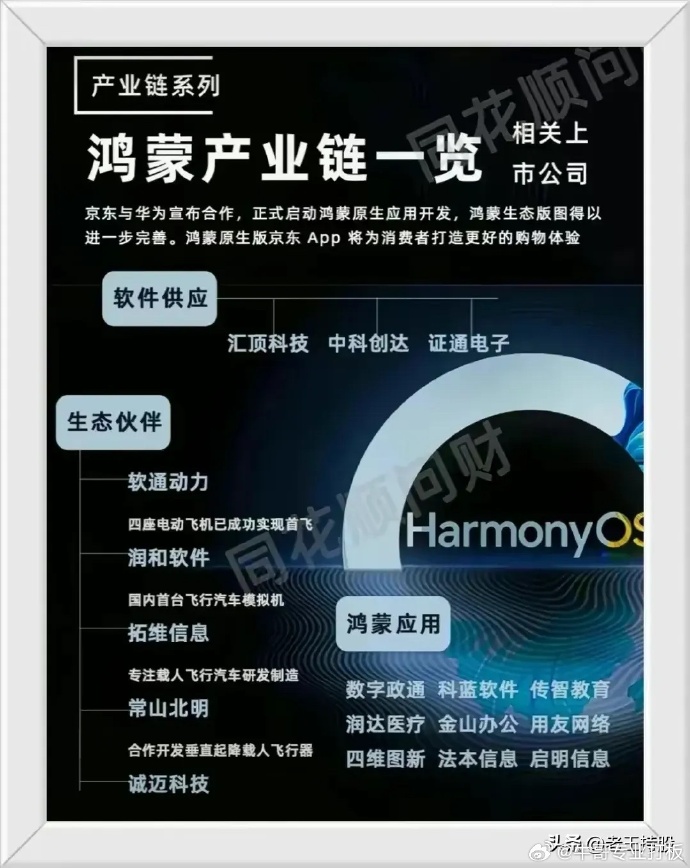 产业链系列
鸿蒙产业链一览
相关上
市公司
京东与华为宣布合作，正式启动鸿蒙原生应用开发，鸿蒙生态版图得以
进一步完善。鸿蒙原生版京东 App 将为消费者打造更好的购物体验
软件供应
汇顶科技 中科创达 证通电子
生态伙伴
软通动力
四座电动飞机已成功实现首飞
润和软件
国内首台飞行汽车模拟机
拓维信息
专注载人飞行汽车研发制造
常山北明
合作开发垂直起降载人飞行器
诚迈科技
HarmonyOS
鸿蒙应用
数字政通 科蓝软件 传智教育
润达医疗 金山办公 用友网络
四维图新 法本信息 启明信息
同花顺问
同花顺问财
头条 @老王持股
@牛哥专业打板